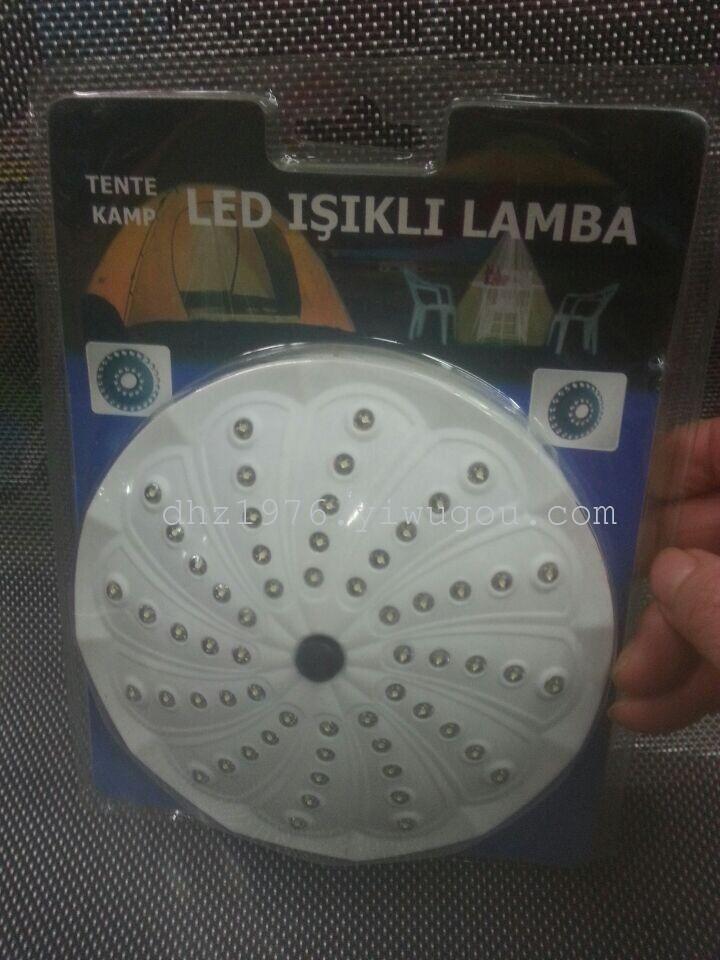 TENTE
KAMP
LED IŞIKLI LAMBA
dhz1976.yiwugou.com